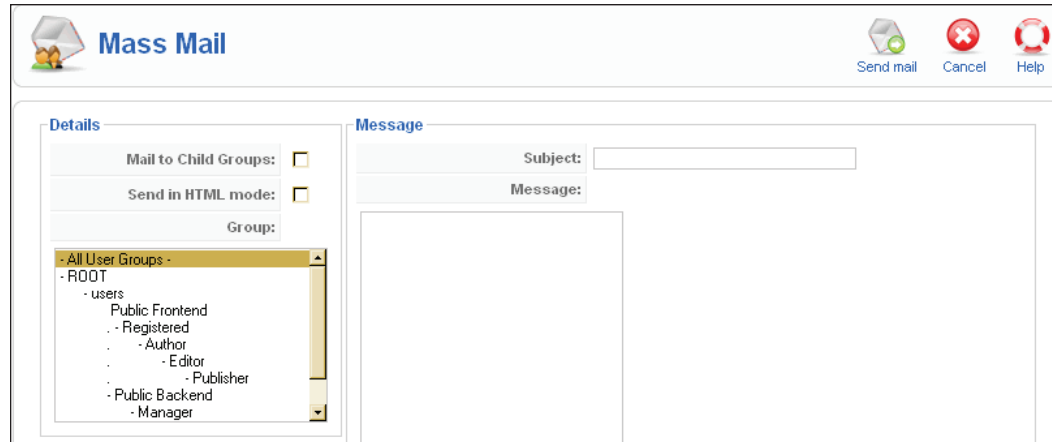 Mass Mail
Send mail
Cancel
Help
Details
Mail to Child Groups:
Send in HTML mode:
Group:
- All User Groups -
- ROOT
- users
Public Frontend
. - Registered
. - Author
. - Editor
. - Publisher
- Public Backend
- Manager
Message
Subject:
Message: